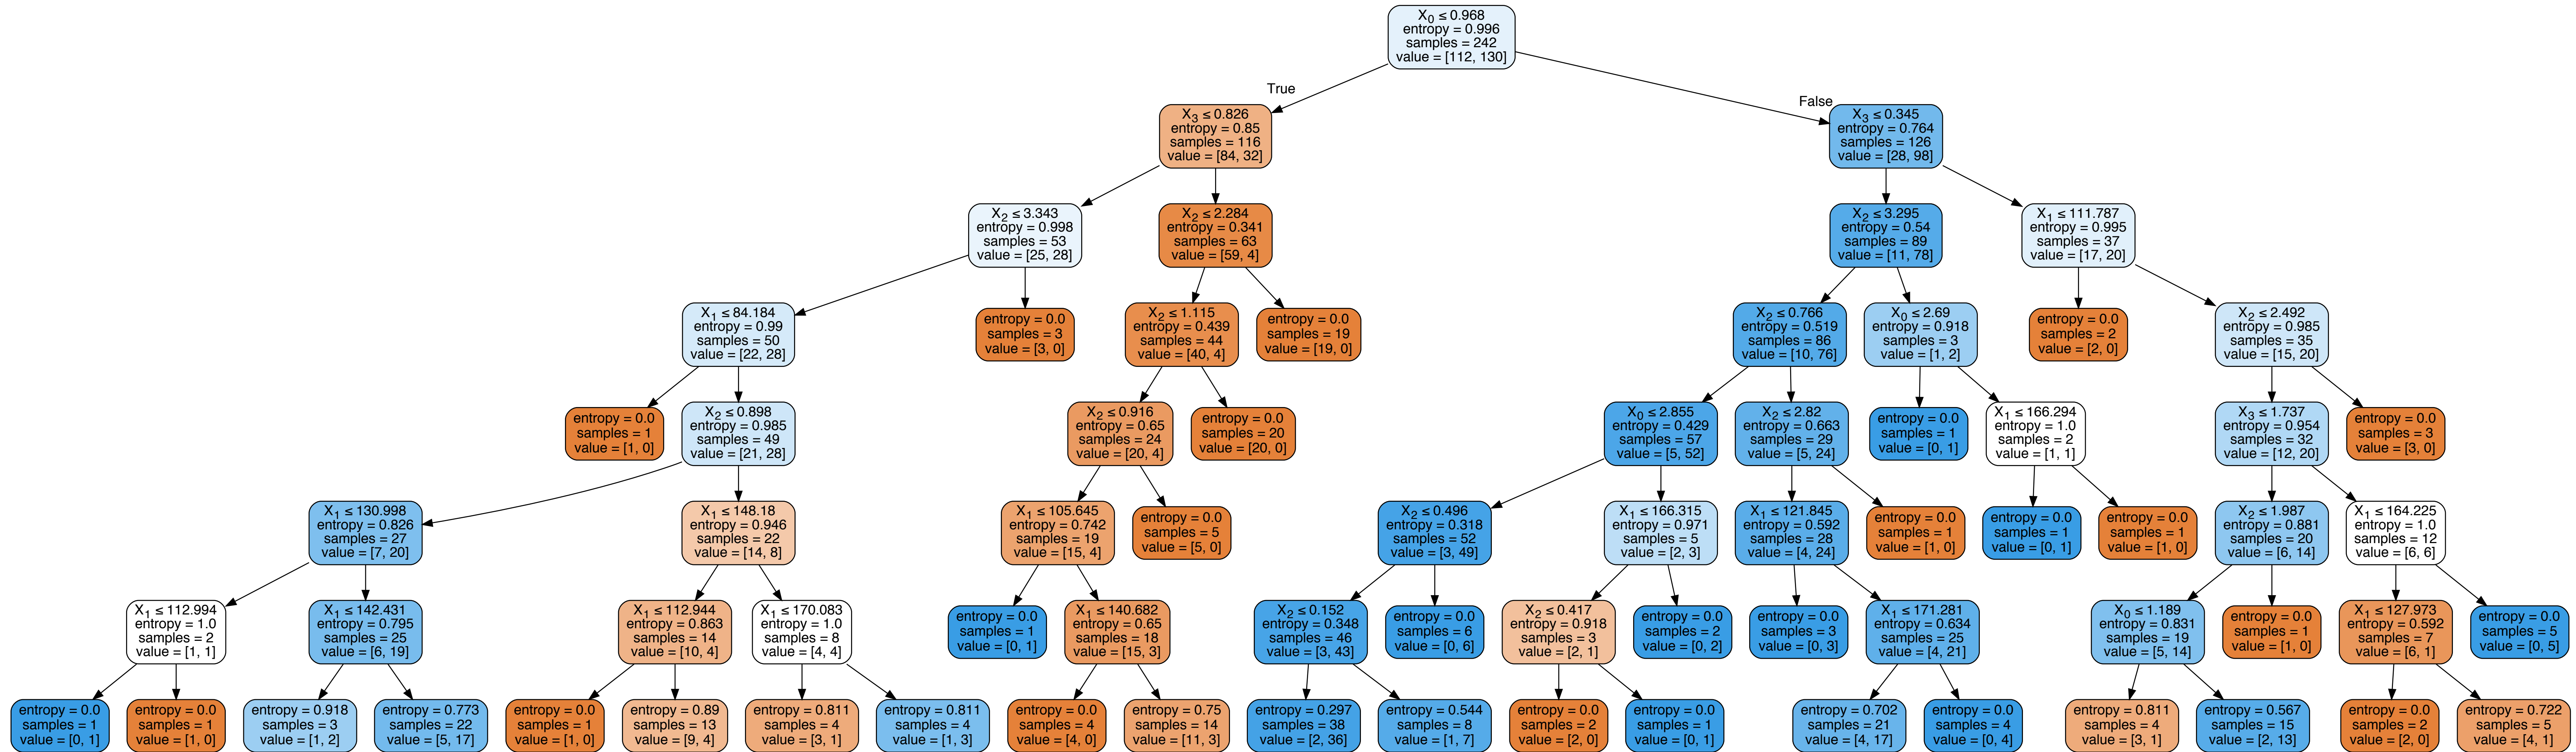 X0 ≤ 0.968
entropy = 0.996
samples = 242
value = [112, 130]
True
False
X3 ≤ 0.826
entropy = 0.85
samples = 116
value = [84, 32]
X3 ≤ 0.345
entropy = 0.764
samples = 126
value = [28, 98]
X2 ≤ 3.343
entropy = 0.998
samples = 53
value = [25, 28]
X2 ≤ 2.284
entropy = 0.341
samples = 63
value = [59, 4]
X2 ≤ 3.295
entropy = 0.54
samples = 89
value = [11, 78]
X1 ≤ 111.787
entropy = 0.995
samples = 37
value = [17, 20]
X1 ≤ 84.184
entropy = 0.99
samples = 50
value = [22, 28]
entropy = 0.0
samples = 3
value = [3, 0]
X2 ≤ 1.115
entropy = 0.439
samples = 44
value = [40, 4]
entropy = 0.0
samples = 19
value = [19, 0]
X2 ≤ 0.766
entropy = 0.519
samples = 86
value = [10, 76]
X0 ≤ 2.69
entropy = 0.918
samples = 3
value = [1, 2]
entropy = 0.0
samples = 2
value = [2, 0]
X2 ≤ 2.492
entropy = 0.985
samples = 35
value = [15, 20]
entropy = 0.0
samples = 1
value = [1, 0]
X2 ≤ 0.898
entropy = 0.985
samples = 49
value = [21, 28]
X2 ≤ 0.916
entropy = 0.65
samples = 24
value = [20, 4]
entropy = 0.0
samples = 20
value = [20, 0]
X0 ≤ 2.855
entropy = 0.429
samples = 57
value = [5, 52]
X2 ≤ 2.82
entropy = 0.663
samples = 29
value = [5, 24]
entropy = 0.0
samples = 1
value = [0, 1]
X1 ≤ 166.294
entropy = 1.0
samples = 2
value = [1, 1]
X3 ≤ 1.737
entropy = 0.954
samples = 32
value = [12, 20]
entropy = 0.0
samples = 3
value = [3, 0]
X1 ≤ 130.998
entropy = 0.826
samples = 27
value = [7, 20]
X1 ≤ 148.18
entropy = 0.946
samples = 22
value = [14, 8]
X1 ≤ 105.645
entropy = 0.742
samples = 19
value = [15, 4]
entropy = 0.0
samples = 5
value = [5, 0]
X2 ≤ 0.496
entropy = 0.318
samples = 52
value = [3, 49]
X1 ≤ 166.315
entropy = 0.971
samples = 5
value = [2, 3]
X1 ≤ 121.845
entropy = 0.592
samples = 28
value = [4, 24]
entropy = 0.0
samples = 1
value = [1, 0]
entropy = 0.0
samples = 1
value = [0, 1]
entropy = 0.0
samples = 1
value = [1, 0]
X2 ≤ 1.987
entropy = 0.881
samples = 20
value = [6, 14]
X1 ≤ 164.225
entropy = 1.0
samples = 12
value = [6, 6]
X1 ≤ 112.994
entropy = 1.0
samples = 2
value = [1, 1]
X1 ≤ 142.431
entropy = 0.795
samples = 25
value = [6, 19]
X1 ≤ 112.944
entropy = 0.863
samples = 14
value = [10, 4]
X1 ≤ 170.083
entropy = 1.0
samples = 8
value = [4, 4]
entropy = 0.0
samples = 1
value = [0, 1]
X1 ≤ 140.682
entropy = 0.65
samples = 18
value = [15, 3]
X2 ≤ 0.152
entropy = 0.348
samples = 46
value = [3, 43]
entropy = 0.0
samples = 6
value = [0, 6]
X2 ≤ 0.417
entropy = 0.918
samples = 3
value = [2, 1]
entropy = 0.0
samples = 2
value = [0, 2]
entropy = 0.0
samples = 3
value = [0, 3]
X1 ≤ 171.281
entropy = 0.634
samples = 25
value = [4, 21]
X0 ≤ 1.189
entropy = 0.831
samples = 19
value = [5, 14]
entropy = 0.0
samples = 1
value = [1, 0]
X1 ≤ 127.973
entropy = 0.592
samples = 7
value = [6, 1]
entropy = 0.0
samples = 5
value = [0, 5]
entropy = 0.0
samples = 1
value = [0, 1]
entropy = 0.0
samples = 1
value = [1, 0]
entropy = 0.918
samples = 3
value = [1, 2]
entropy = 0.773
samples = 22
value = [5, 17]
entropy = 0.0
samples = 1
value = [1, 0]
entropy = 0.89
samples = 13
value = [9, 4]
entropy = 0.811
samples = 4
value = [3, 1]
entropy = 0.811
samples = 4
value = [1, 3]
entropy = 0.0
samples = 4
value = [4, 0]
entropy = 0.75
samples = 14
value = [11, 3]
entropy = 0.297
samples = 38
value = [2, 36]
entropy = 0.544
samples = 8
value = [1, 7]
entropy = 0.0
samples = 2
value = [2, 0]
entropy = 0.0
samples = 1
value = [0, 1]
entropy = 0.702
samples = 21
value = [4, 17]
entropy = 0.0
samples = 4
value = [0, 4]
entropy = 0.811
samples = 4
value = [3, 1]
entropy = 0.567
samples = 15
value = [2, 13]
entropy = 0.0
samples = 2
value = [2, 0]
entropy = 0.722
samples = 5
value = [4, 1]